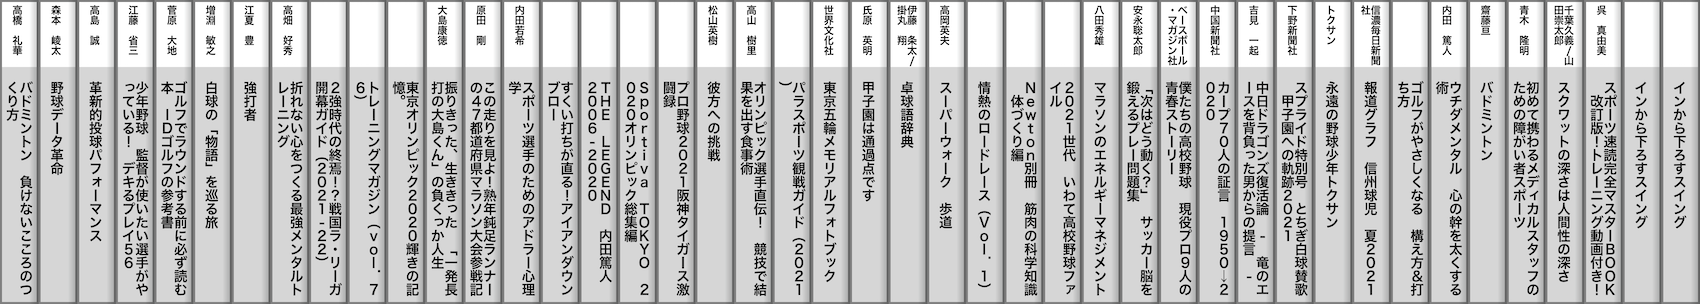 インから下ろすスイング
インから下ろすスイング
呉　真由美
スポーツ速読完全マスターBOOK
改訂版！トレーニング動画付き！
千葉久義/山
田崇太郎
スクワットの深さは人間性の深さ
青木　隆明
初めて携わるメディカルスタッフの
ための障がい者スポーツ
齋藤亘
バドミントン
内田　篤人
ウチダメンタル　心の幹を太くする
術
ゴルフがやさしくなる　構え方&打
ち方
信濃毎日新聞
社
報道グラフ　信州球児　夏2021
トクサン
永遠の野球少年トクサン
下野新聞社
スプライド特別号　とちぎ白球賛歌
甲子園への軌跡2021
吉見　一起
中日ドラゴンズ復活論　-　竜のエ
ースを背負った男からの提言　-
中国新聞社
カープ70人の証言　1950→2
020
ベースボール
・マガジン社
僕たちの高校野球　現役プロ9人の
青春ストーリー
安永聡太郎
「次はどう動く？」　サッカー脳を
鍛えるプレー問題集
八田秀雄
マラソンのエネルギーマネジメント
2021世代　いわて高校野球ファ
イル
Newton別冊　筋肉の科学知識
体づくり編
情熱のロードレース（Vol.1）
高岡英夫
スーパーウォーク　歩道
伊藤　条太/
掛丸　翔
卓球語辞典
氏原　英明
甲子園は通過点です
世界文化社
東京五輪メモリアルフォトブック
パラスポーツ観戦ガイド（2021
）
高山　樹里
オリンピック選手直伝！　競技で結
果を出す食事術
松山英樹
彼方への挑戦
プロ野球2021阪神タイガース激
闘録
Sportiva　TOKYO　2
020オリンピック総集編
THE　LEGEND　内田篤人
2006-2020
すくい打ちが直る！アイアンダウン
ブロー
内田若希
スポーツ選手のためのアドラー心理
学
原田　剛
この走りを見よ！熟年鈍足ランナー
の47都道府県マラソン大会参戦記
大島康徳
振りきった、生ききった　「一発長
打の大島くん」の負くっか人生
東京オリンピック2020輝きの記
憶。
トレーニングマガジン（vol.7
6）
2強時代の終焉！？戦国ラ・リーガ
開幕ガイド（2021-22）
高畑　好秀
折れない心をつくる最強メンタルト
レーニング
江夏　豊
強打者
増淵　敏之
白球の「物語」を巡る旅
菅原　大地
ゴルフでラウンドする前に必ず読む
本－Dゴルフの参考書
江藤　省三
少年野球　監督が使いたい選手がや
っている！　デキるプレイ56
高島　誠
革新的投球パフォーマンス
森本　崚太
野球データ革命
高橋　礼華
バドミントン　負けないこころのつ
くり方